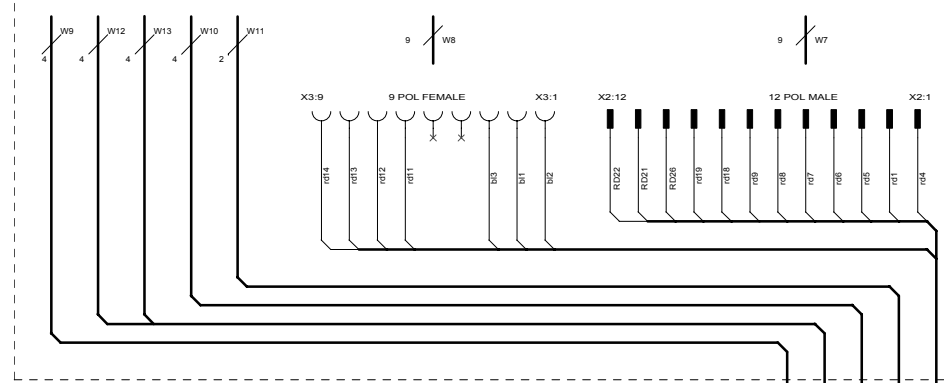 W9
W12
W13
W10
W11
4
4
4
4
2
9
W8
9
W7
X3:9
9 POL FEMALE
X3:1
X2:12
12 POL MALE
X2:1
rd14
rd13
rd12
rd11
bl3
bl1
bl2
RD22
RD21
RD26
rd19
rd18
rd9
rd8
rd7
rd6
rd5
rd1
rd4